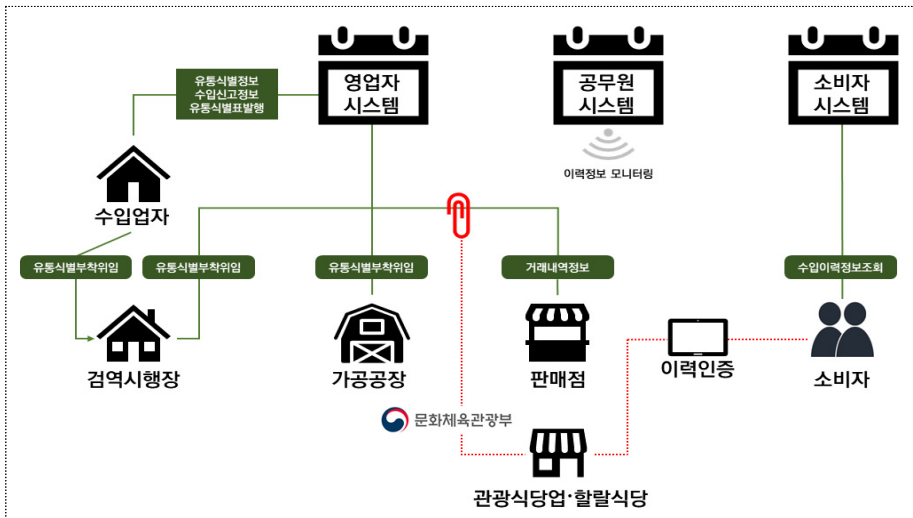 유통식별정보
수입신고정보
유통식별표발행
영업자
시스템
공무원
시스템
소비자
시스템
이력정보 모니터링
수입업자
유통식별부착위임
유통식별부착위임
유통식별부착위임
거래내역정보
수입이력정보조회
검역시행장
가공공장
판매점
이력인증
소비자
문화체육관광부
관광식당업·할랄식당